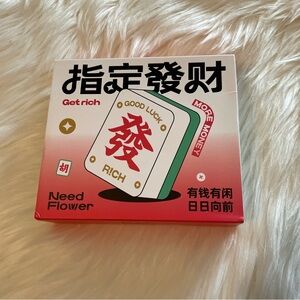 指定發财
Get rich
MORE MONEY
GOOD LUCK
發
RICH
胡
Need
Flower
有钱有闲
日日向前